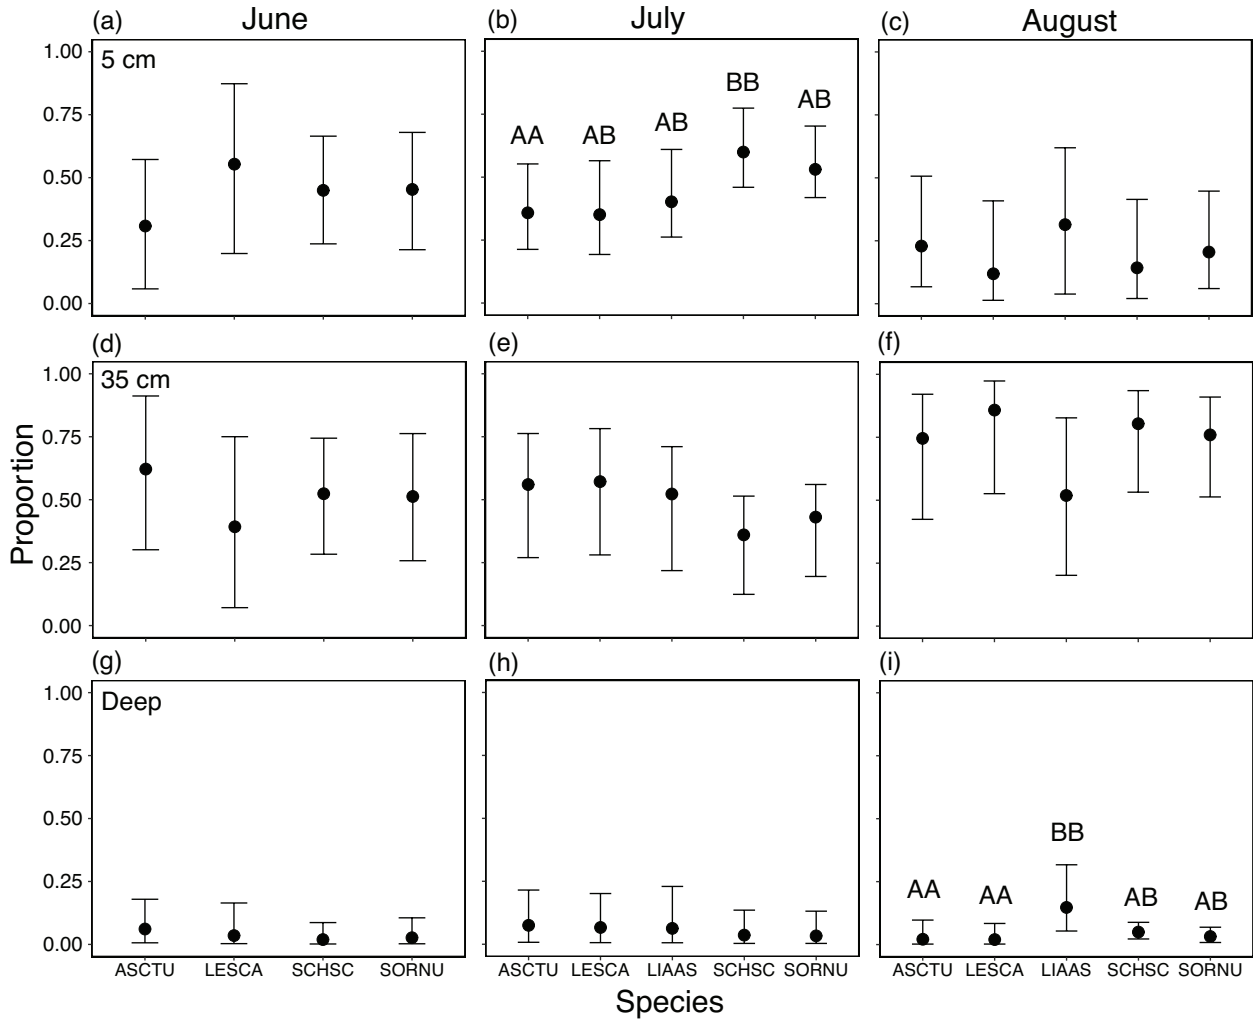 (a) June (b) July (c) August
5 cm
1.00
0.75
0.50
0.25
0.00
AA AB AB BB AB
(d) (e) (f)
35 cm
1.00
0.75
0.50
0.25
0.00
Proportion
(g) (h) (i)
Deep
1.00
0.75
0.50
0.25
0.00
AA AA BB AB AB
ASCTU LESCA SCHSC SORNU ASCTU LESCA LIAAS SCHSC SORNU ASCTU LESCA LIAAS SCHSC SORNU
Species